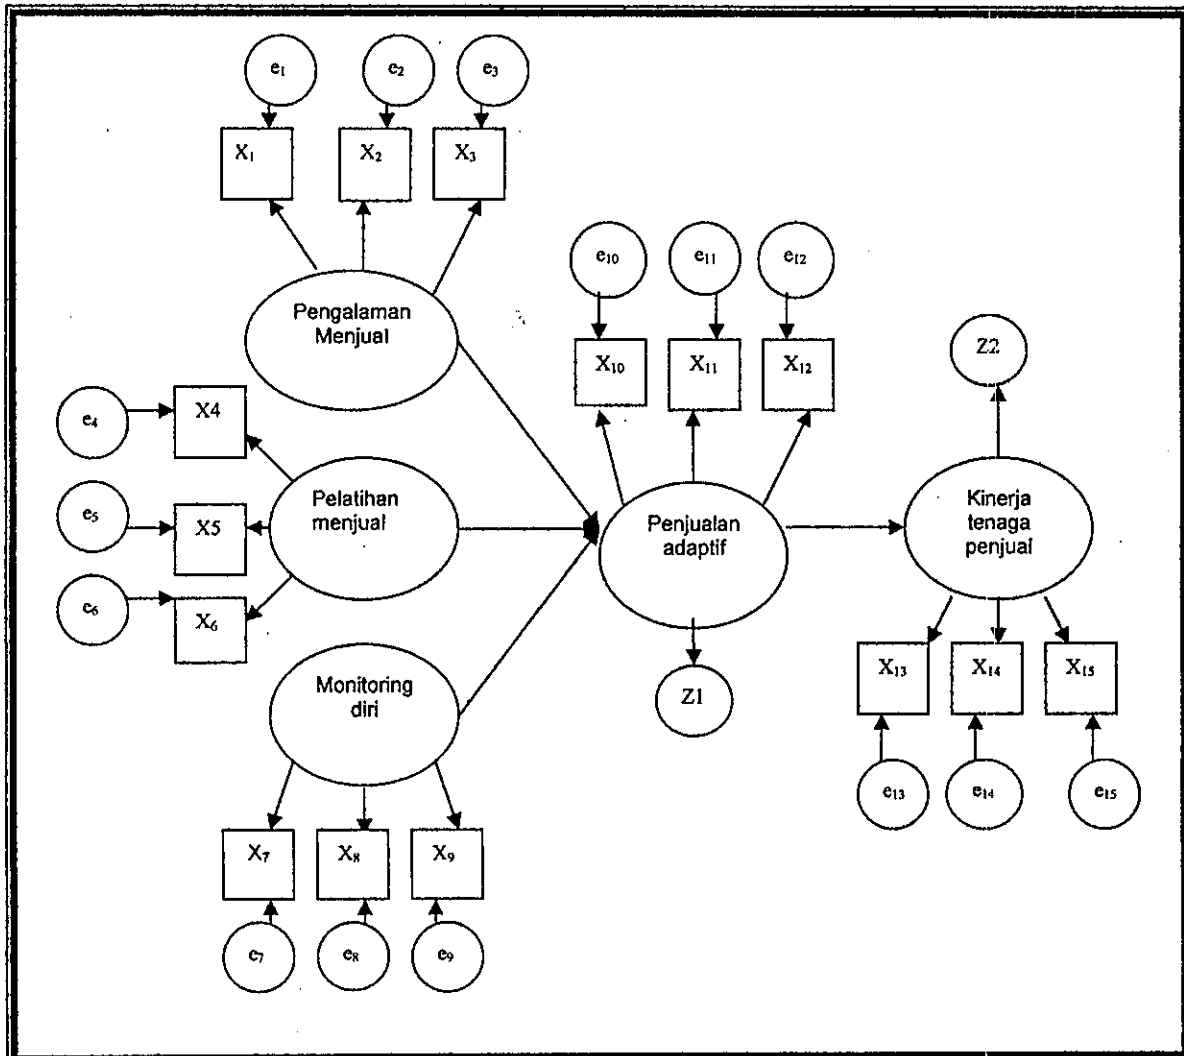 e₁ e₂ e₃
X₁ X₂ X₃
Pengalaman
Menjual
e₁₀ e₁₁ e₁₂
X₁₀ X₁₁ X₁₂
Z2
e₄ X4
e₅ X5
e₆ X₆
Pelatihan
menjual
Penjualan
adaptif
Kinerja
tenaga
penjual
Monitoring
diri
Z1
X₁₃ X₁₄ X₁₅
e₁₃ e₁₄ e₁₅
X₇ X₈ X₉
e₇ e₈ e₉